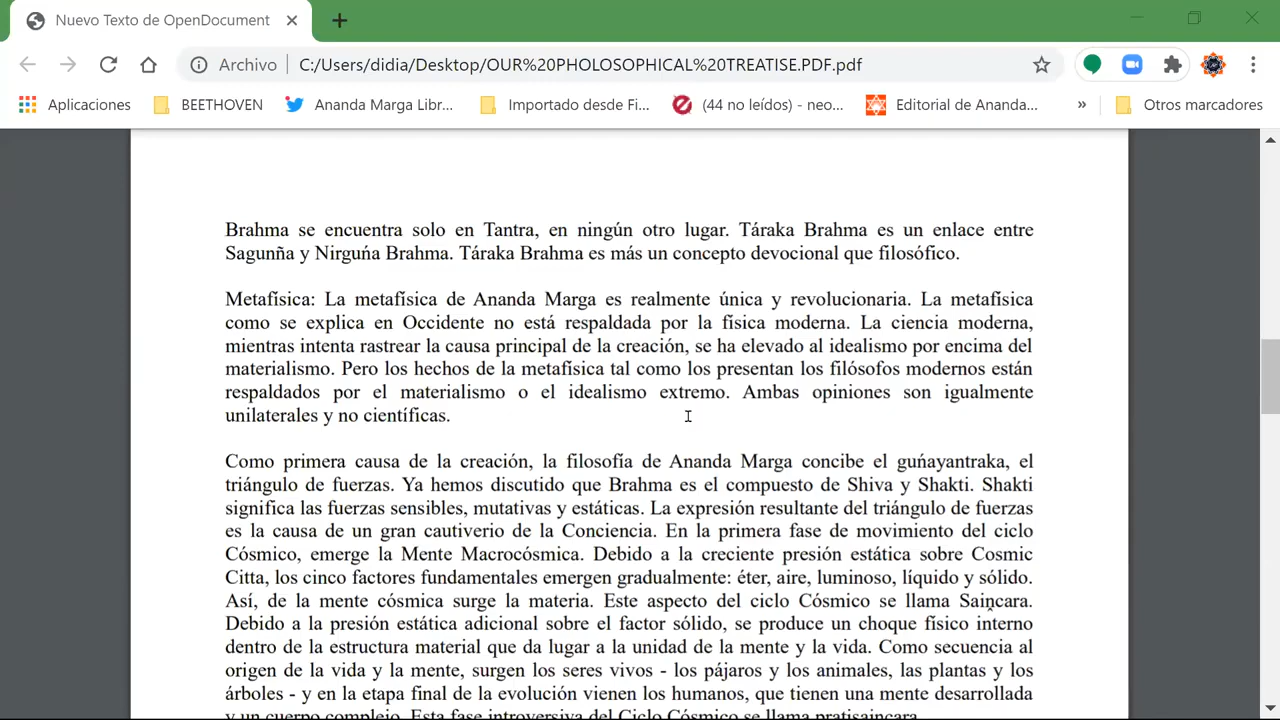 Nuevo Texto de OpenDocument
Archivo C:/Users/didia/Desktop/OUR%20PHOLOSOPHICAL%20TREATISE.PDF.pdf
Aplicaciones BEETHOVEN Ananda Marga Libr... Importado desde Fi... (44 no leídos) - neo... Editorial de Ananda... » Otros marcadores
Brahma se encuentra solo en Tantra, en ningún otro lugar. Táraka Brahma es un enlace entre
Sagunña y Nirguńa Brahma. Táraka Brahma es más un concepto devocional que filosófico.
Metafísica: La metafísica de Ananda Marga es realmente única y revolucionaria. La metafísica
como se explica en Occidente no está respaldada por la física moderna. La ciencia moderna,
mientras intenta rastrear la causa principal de la creación, se ha elevado al idealismo por encima del
materialismo. Pero los hechos de la metafísica tal como los presentan los filósofos modernos están
respaldados por el materialismo o el idealismo extremo. Ambas opiniones son igualmente
unilaterales y no científicas.
Como primera causa de la creación, la filosofía de Ananda Marga concibe el guńayantraka, el
triángulo de fuerzas. Ya hemos discutido que Brahma es el compuesto de Shiva y Shakti. Shakti
significa las fuerzas sensibles, mutativas y estáticas. La expresión resultante del triángulo de fuerzas
es la causa de un gran cautiverio de la Conciencia. En la primera fase de movimiento del ciclo
Cósmico, emerge la Mente Macrocósmica. Debido a la creciente presión estática sobre Cosmic
Citta, los cinco factores fundamentales emergen gradualmente: éter, aire, luminoso, líquido y sólido.
Así, de la mente cósmica surge la materia. Este aspecto del ciclo Cósmico se llama Saincara.
Debido a la presión estática adicional sobre el factor sólido, se produce un choque físico interno
dentro de la estructura material que da lugar a la unidad de la mente y la vida. Como secuencia al
origen de la vida y la mente, surgen los seres vivos - los pájaros y los animales, las plantas y los
árboles - y en la etapa final de la evolución vienen los humanos, que tienen una mente desarrollada
y un cuerpo complejo. Esta fase introversiva del Ciclo Cósmico se llama pratisaincara.